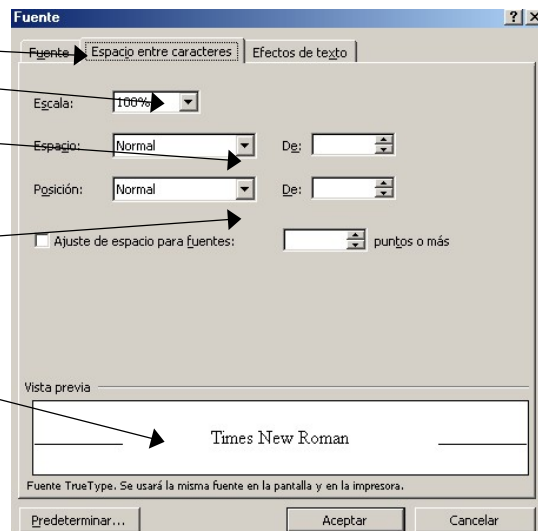 Fuente
Fuente Espacio entre caracteres Efectos de texto
Escala: 100%
Espacio: Normal De:
Posición: Normal De:
Ajuste de espacio para fuentes: puntos o más
Vista previa
Times New Roman
Fuente TrueType. Se usará la misma fuente en la pantalla y en la impresora.
Predeterminar... Aceptar Cancelar